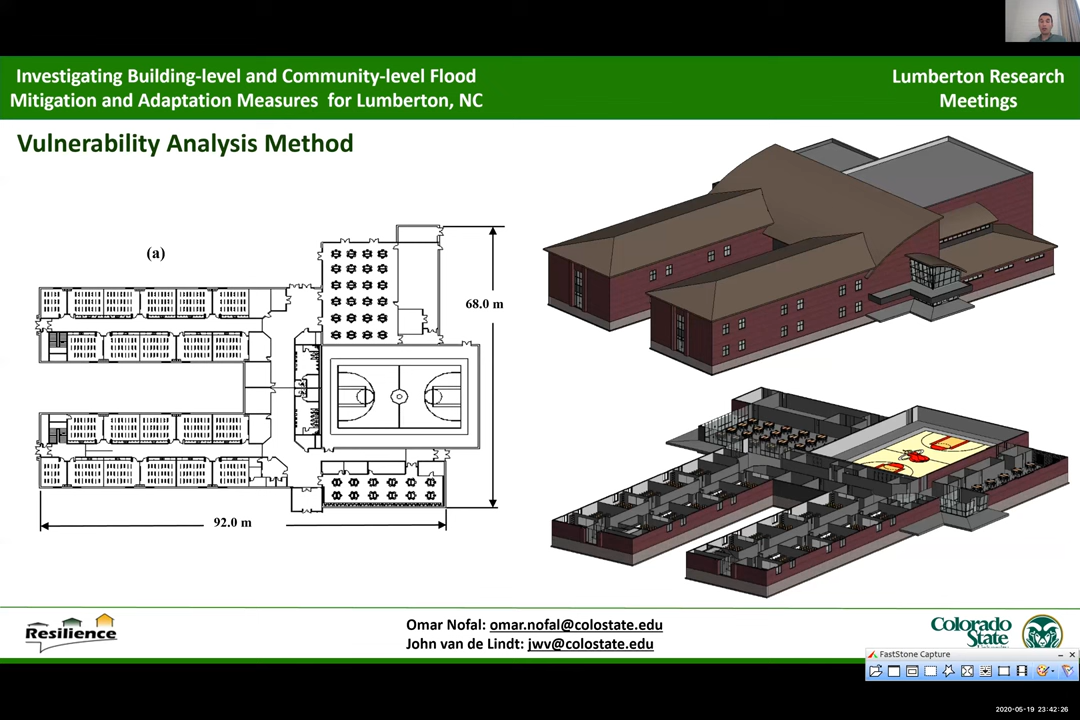 Investigating Building-level and Community-level Flood
Mitigation and Adaptation Measures for Lumberton, NC
Lumberton Research
Meetings
Vulnerability Analysis Method
(a)
68.0 m
92.0 m
Resilience
Omar Nofal: omar.nofal@colostate.edu
John van de Lindt: jwv@colostate.edu
Colorado
State
FastStone Capture
2020-05-19 23:42:26